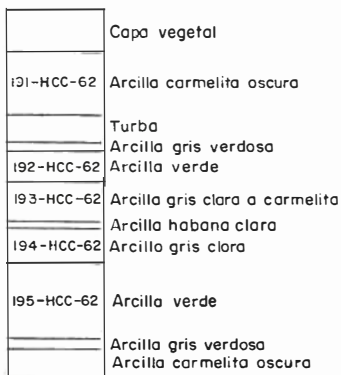 Capa vegetal
191-HCC-62 Arcilla carmelita oscura
Turba
Arcilla gris verdosa
192-HCC-62 Arcilla verde
193-HCC-62 Arcilla gris clara a carmelita
Arcilla habana clara
194-HCC-62 Arcilla gris clora
195-HCC-62 Arcilla verde
Arcilla gris verdosa
Arcilla carmelita oscura